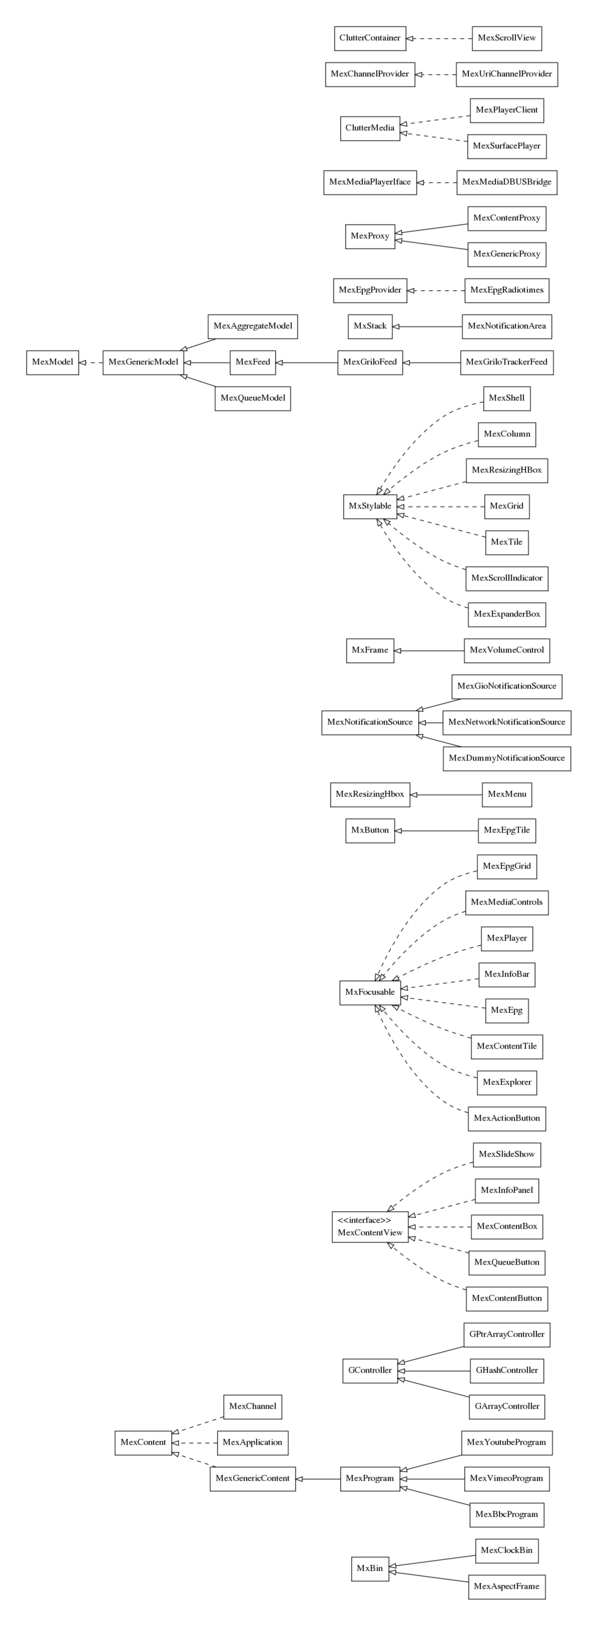 ClutterContainer
MexScrollView
MexChannelProvider
MexUriChannelProvider
MexPlayerClient
ClutterMedia
MexSurfacePlayer
MexMediaPlayerIface
MexMediaDBUSBridge
MexContentProxy
MexProxy
MexGenericProxy
MexEpgProvider
MexEpgRadiotimes
MexAggregateModel
MxStack
MexNotificationArea
MexModel
MexGenericModel
MexFeed
MexGriloFeed
MexGriloTrackerFeed
MexQueueModel
MexShell
MexColumn
MexResizingHBox
MxStylable
MexGrid
MexTile
MexScrollIndicator
MexExpanderBox
MxFrame
MexVolumeControl
MexGioNotificationSource
MexNotificationSource
MexNetworkNotificationSource
MexDummyNotificationSource
MexResizingHbox
MexMenu
MxButton
MexEpgTile
MexEpgGrid
MexMediaControls
MexPlayer
MexInfoBar
MxFocusable
MexEpg
MexContentTile
MexExplorer
MexActionButton
MexSlideShow
MexInfoPanel
<<interface>>
MexContentView
MexContentBox
MexQueueButton
MexContentButton
GPtrArrayController
GController
GHashController
MexChannel
GArrayController
MexContent
MexApplication
MexYoutubeProgram
MexGenericContent
MexProgram
MexVimeoProgram
MexBbcProgram
MexClockBin
MxBin
MexAspectFrame